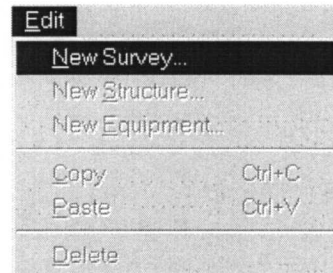 Edit
New Survey...
New Structure...
New Equipment...
Copy Ctrl+C
Paste Ctrl+V
Delete